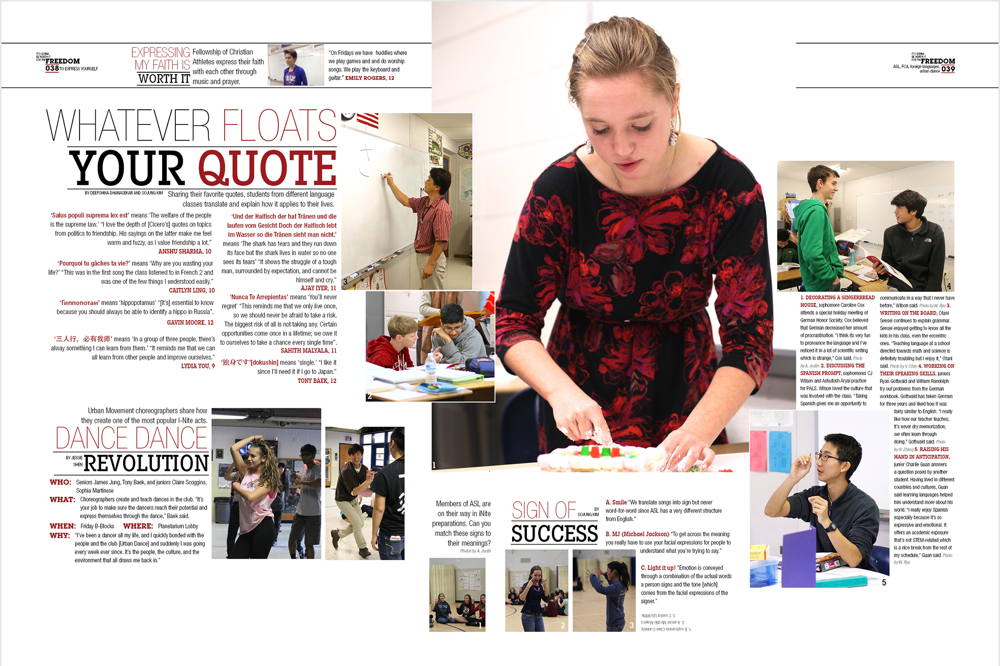 IT'S GONNA
BE WORTH IT
FOR THE FREEDOM
038 TO EXPRESS YOURSELF
EXPRESSING
MY FAITH IS
WORTH IT
Fellowship of Christian
Athletes express their faith
with each other through
music and prayer.
“On Fridays we have huddles where
we play games and and do worship
songs. We play the keyboard and
guitar.” EMILY ROGERS, 12
IT'S GONNA
BE WORTH IT
FOR THE FREEDOM
ASL, FCA, foreign languages, 039
urban dance
WHATEVER FLOATS
YOUR QUOTE
BY DEEPSHIKA DHANASEKAR AND SOJUNG KIM
Sharing their favorite quotes, students from different language
classes translate and explain how it applies to their lives.
‘Salus populi suprema lex est’ means ‘The welfare of the people
is the supreme law.’ “I love the depth of [Cicero’s] quotes on topics
from politics to friendship. His sayings on the latter make me feel
warm and fuzzy, as I value friendship a lot.”
ANSHU SHARMA, 10
‘Pourquoi tu gâches ta vie?’ means ‘Why are you wasting your
life?’ “This was in the first song the class listened to in French 2 and
was one of the few things I understood easily.”
CAITLYN LING, 10
‘Гиппопотам’ means ‘hippopotamus’ “[It’s] essential to know
because you should always be able to identify a hippo in Russia”.
GAVIN MOORE, 12
‘三人行，必有我师’ means ‘In a group of three people, there’s
alway something I can learn from them.’ “It reminds me that we can
all learn from other people and improve ourselves.”
LYDIA YOU, 9
‘Und der Haifisch der hat Tränen und die
laufen vom Gesicht Doch der Haifisch lebt
im Wasser so die Tränen sieht man nicht.’
means ‘The shark has tears and they run down
its face but the shark lives in water so no one
sees its tears’ “It shows the struggle of a tough
man, surrounded by expectation, and cannot be
himself and cry.”
AJAY IYER, 11
‘Nunca Te Arrepientas’ means ‘You’ll never
regret’ “This reminds me that we only live once,
so we should never be afraid to take a risk.
The biggest risk of all is not taking any. Certain
opportunities come once in a lifetime; we owe it
to ourselves to take a chance every single time”.
SAHITH MALYALA, 11
‘独身です’[dokushin] means ‘single.’ “I like it
since I’ll need it if I go to Japan.”
TONY BAEK, 12
3
2
1
4
1. DECORATING A GINGERBREAD
HOUSE, sophomore Caroline Cox
attends a special holiday meeting of
German Honor Society. Cox believed
that German decreased her amount
of procrastination. “I think its very fun
to pronounce the language and I’ve
noticed it in a lot of scientific writing
which is strange,” Cox said. Photo
by A. Justin. 2. DISCUSSING THE
SPANISH PROMPT, sophomores CJ
Wilson and Ashutosh Aryal practice
for PALS. Wilson loved the culture that
was involved with the class. “Taking
Spanish gives me an opportunity to
communicate in a way that I never have
before,” Wilson said. Photo by W. Ryu 3.
WRITING ON THE BOARD, Otani
Sensei continues to explain grammar.
Sensei enjoyed getting to know all the
kids in his class, even the eccentric
ones. “Teaching language at a school
directed towards math and science is
definitely troubling but I enjoy it,” Otani
said. Photo by V. Chen 4. WORKING ON
THEIR SPEAKING SKILLS, juniors
Ryan Gottwald and William Randolph
try out problems from the German
workbook. Gottwald has taken German
for three years and liked how it was
fairly similar to English. “I really
like how our teacher teaches,
it’s never dry memorization;
we often learn through
doing,” Gottwald said. Photo
by H. Zhang 5. RAISING HIS
HAND IN ANTICIPATION,
junior Charlie Guan answers
a question posed by another
student. Having lived in different
countries and cultures, Guan
said learning languages helped
him understand more about his
world. “I really enjoy Spanish
especially because it’s so
expressive and emotional. It
offers an academic exposure
that’s not STEM-related which
is a nice break from the rest of
my schedule,” Guan said. Photo
by W. Ryu
5
Urban Movement choreographers share how
they create one of the most popular I-Nite acts.
DANCE DANCE
BY JESSIE
SHEN
REVOLUTION
WHO: Seniors James Jung, Tony Baek, and juniors Claire Scoggins,
Sophia Martinese
WHAT: Choreographers create and teach dances in the club. “It’s
your job to make sure the dancers reach their potential and
express themselves through the dance,” Baek said.
WHEN: Friday B-Blocks WHERE: Planetarium Lobby
WHY: “I’ve been a dancer all my life, and I quickly bonded with the
people and the club [Urban Dance] and suddenly I was going
every week ever since. It’s the people, the culture, and the
environment that all draws me back in.”
Members of ASL are
on their way in iNite
preparations. Can you
match these signs to
their meanings?
Photos by A. Justin
SIGN OF
BY
SOJUNG KIM
SUCCESS
A. Smile “We translate songs into sign but never
word-for-word since ASL has a very different structure
from English."
B. MJ (Michael Jackson) “To get across the meaning
you really have to use your facial expressions for people to
understand what you’re trying to say.”
C. Light it up! “Emotion is conveyed
through a combination of the actual words
a person signs and the tone [which]
comes from the facial expressions of the
signer.”
1
2
3
1. B sophomore Clare Connally
2. A senior Maddie Meyers
3. C senior Lily Wittle